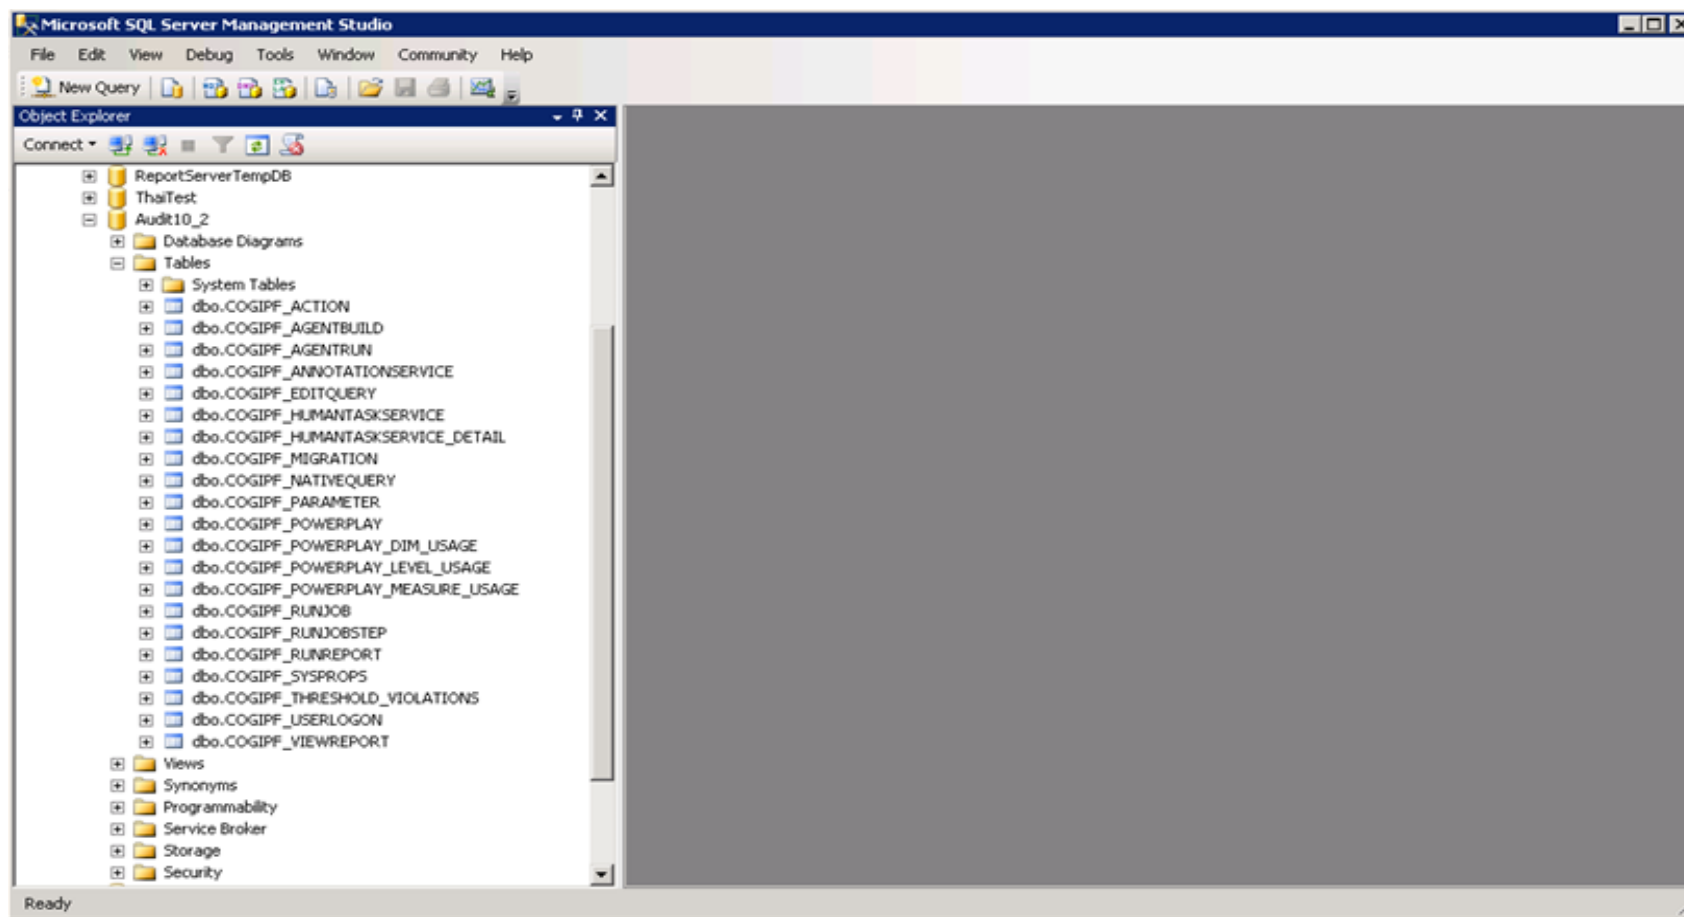 Microsoft SQL Server Management Studio
File Edit View Debug Tools Window Community Help
New Query
Object Explorer
Connect
ReportServerTempDB
ThaiTest
Audit10_2
Database Diagrams
Tables
System Tables
dbo.COGIPF_ACTION
dbo.COGIPF_AGENTBUILD
dbo.COGIPF_AGENTRUN
dbo.COGIPF_ANNOTATIONSERVICE
dbo.COGIPF_EDITQUERY
dbo.COGIPF_HUMANTASKSERVICE
dbo.COGIPF_HUMANTASKSERVICE_DETAIL
dbo.COGIPF_MIGRATION
dbo.COGIPF_NATIVEQUERY
dbo.COGIPF_PARAMETER
dbo.COGIPF_POWERPLAY
dbo.COGIPF_POWERPLAY_DIM_USAGE
dbo.COGIPF_POWERPLAY_LEVEL_USAGE
dbo.COGIPF_POWERPLAY_MEASURE_USAGE
dbo.COGIPF_RUNJOB
dbo.COGIPF_RUNJOBSTEP
dbo.COGIPF_RUNREPORT
dbo.COGIPF_SYSPROPS
dbo.COGIPF_THRESHOLD_VIOLATIONS
dbo.COGIPF_USERLOGON
dbo.COGIPF_VIEWREPORT
Views
Synonyms
Programmability
Service Broker
Storage
Security
Ready